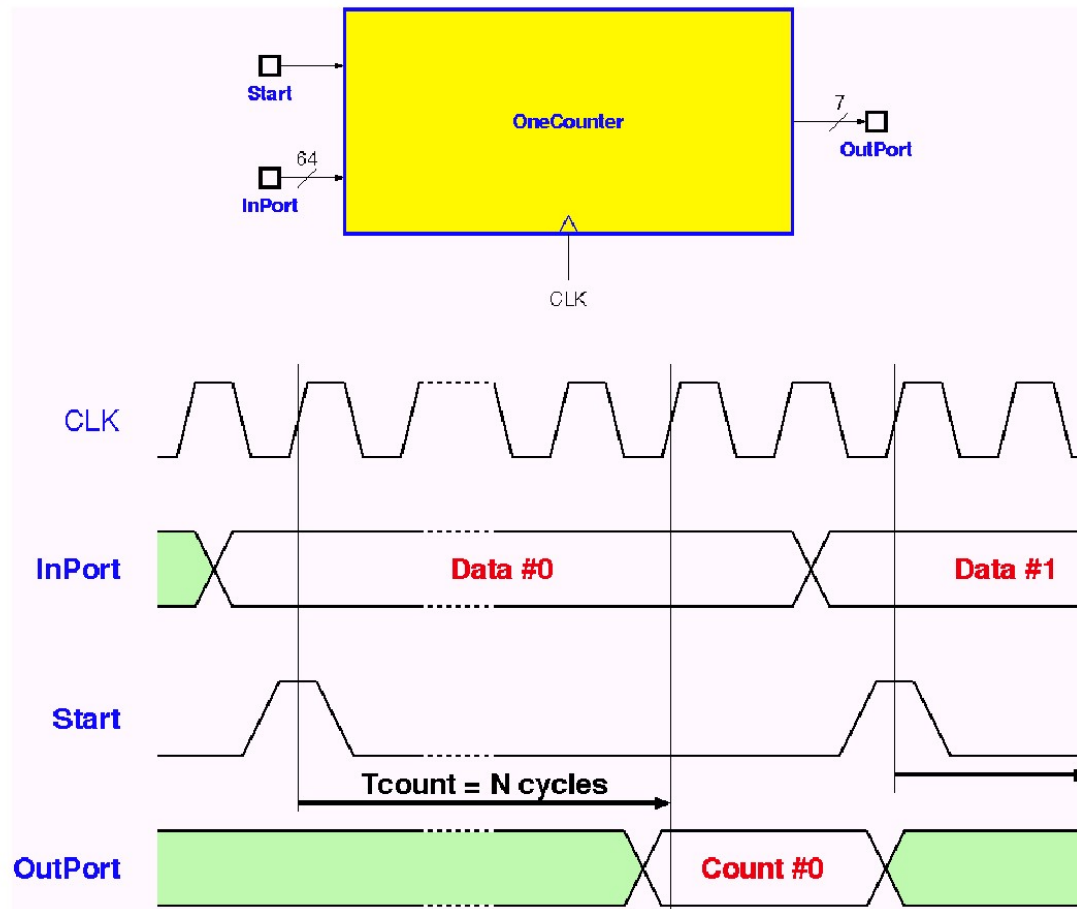 Start
OneCounter
7
OutPort
64
InPort
CLK
CLK
InPort
Data #0
Data #1
Start
Tcount = N cycles
OutPort
Count #0